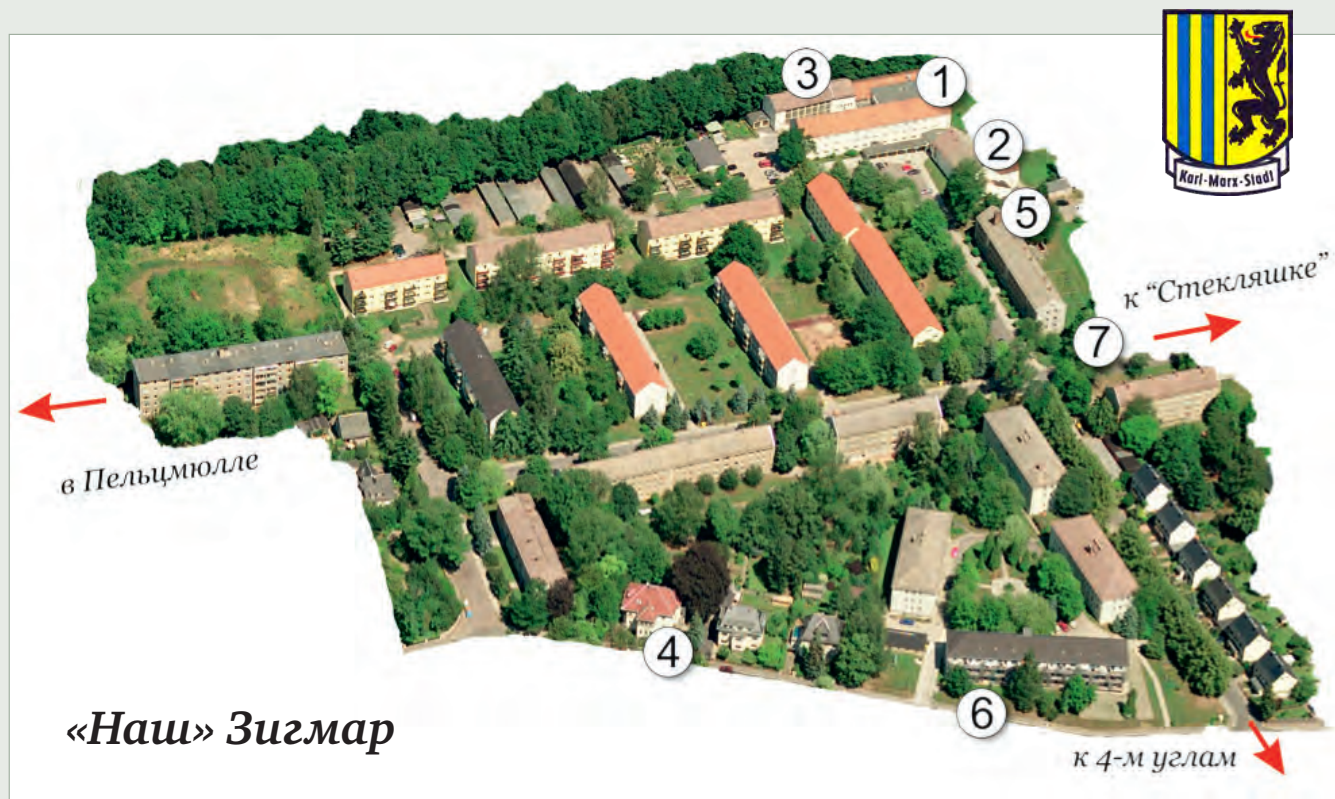 3
1
2
5
Karl-Marx-Stadt
к “Стекляшке”
7
в Пельцмюлле
4
6
«Наш» Зигмар
к 4-м углам